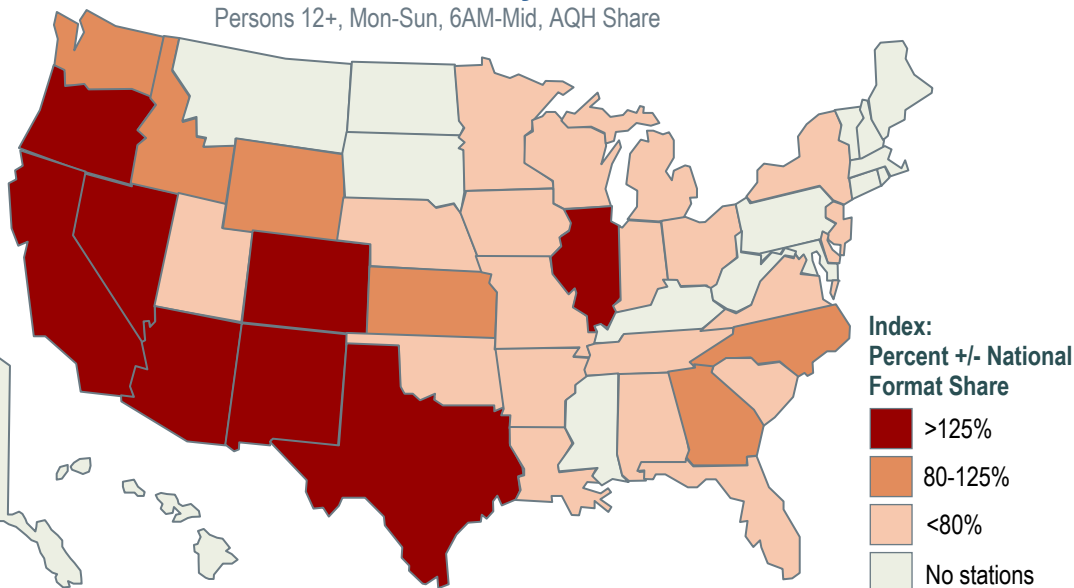 Persons 12+, Mon-Sun, 6AM-Mid, AQH Share
Index:
Percent +/- National
Format Share
>125%
80-125%
<80%
No stations